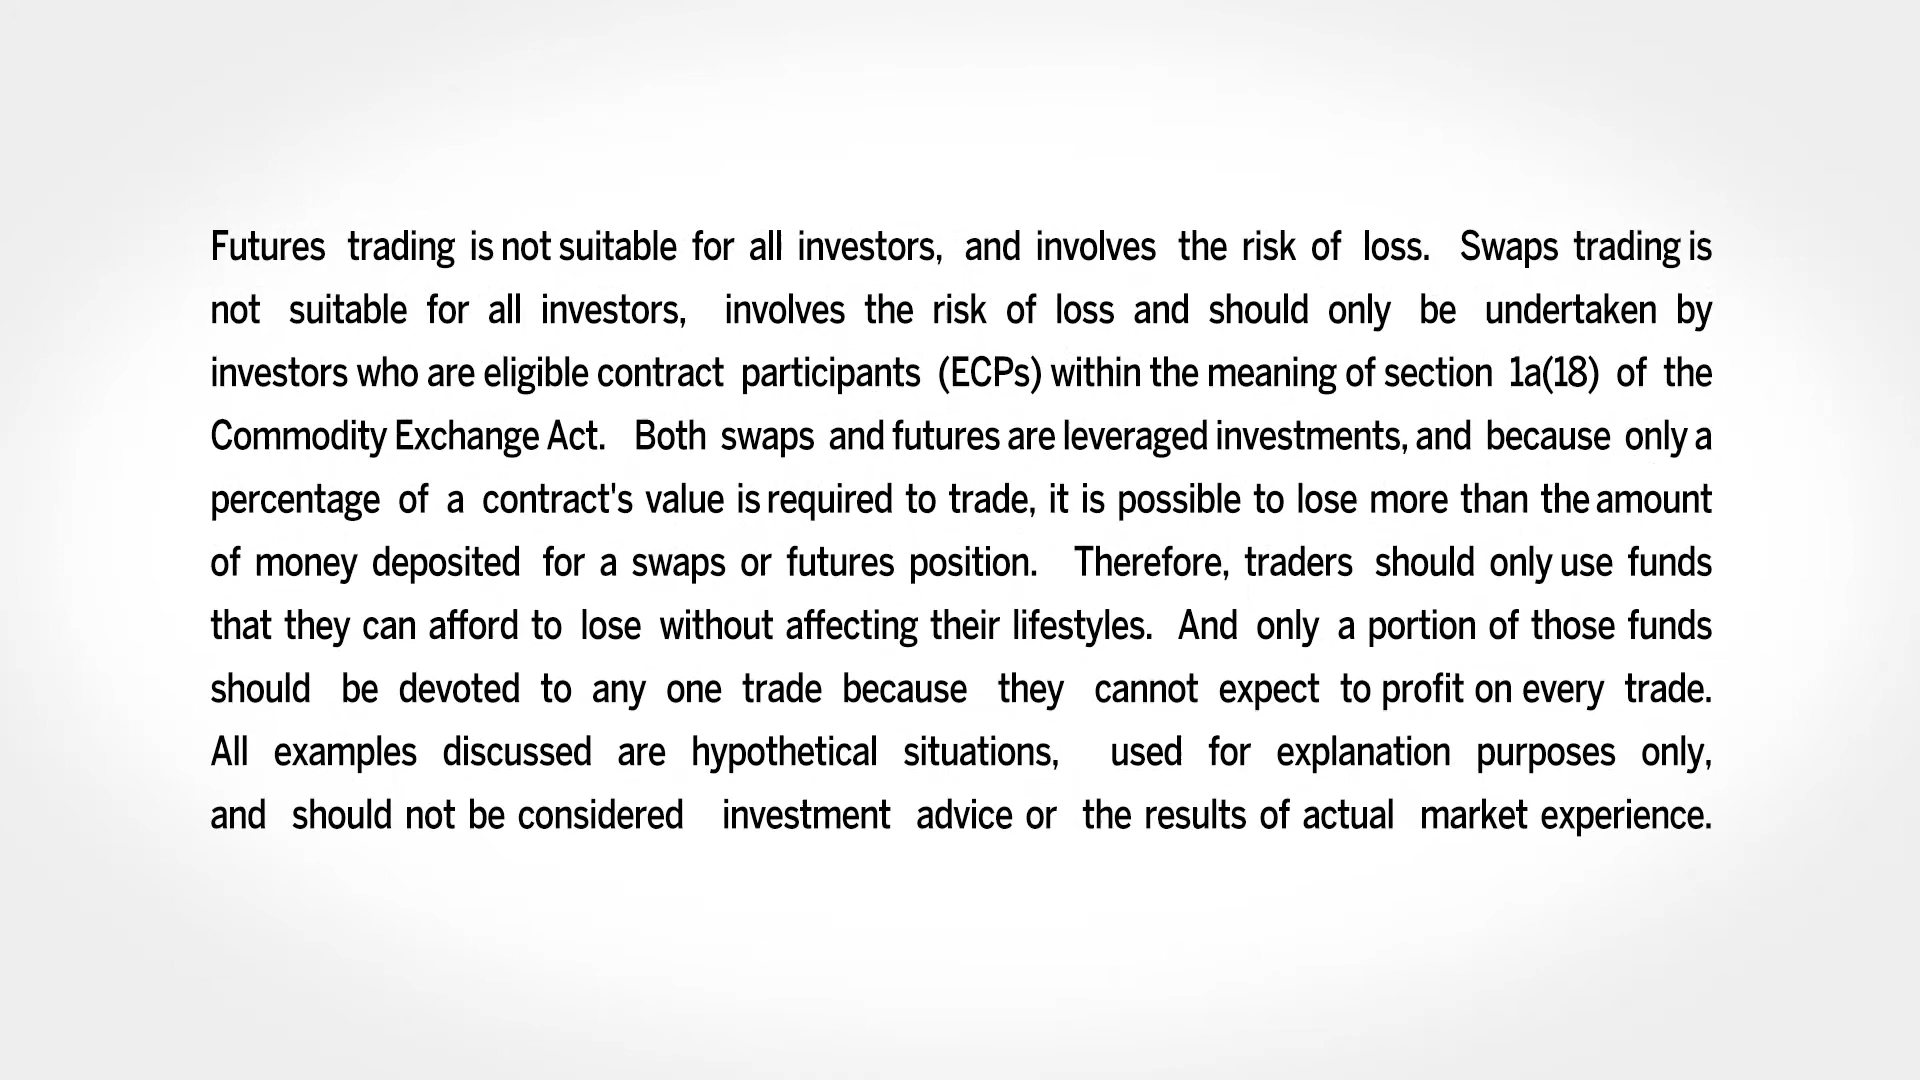 Futures trading is not suitable for all investors, and involves the risk of loss. Swaps trading is
not suitable for all investors, involves the risk of loss and should only be undertaken by
investors who are eligible contract participants (ECPs) within the meaning of section 1a(18) of the
Commodity Exchange Act. Both swaps and futures are leveraged investments, and because only a
percentage of a contract's value is required to trade, it is possible to lose more than the amount
of money deposited for a swaps or futures position. Therefore, traders should only use funds
that they can afford to lose without affecting their lifestyles. And only a portion of those funds
should be devoted to any one trade because they cannot expect to profit on every trade.
All examples discussed are hypothetical situations, used for explanation purposes only,
and should not be considered investment advice or the results of actual market experience.